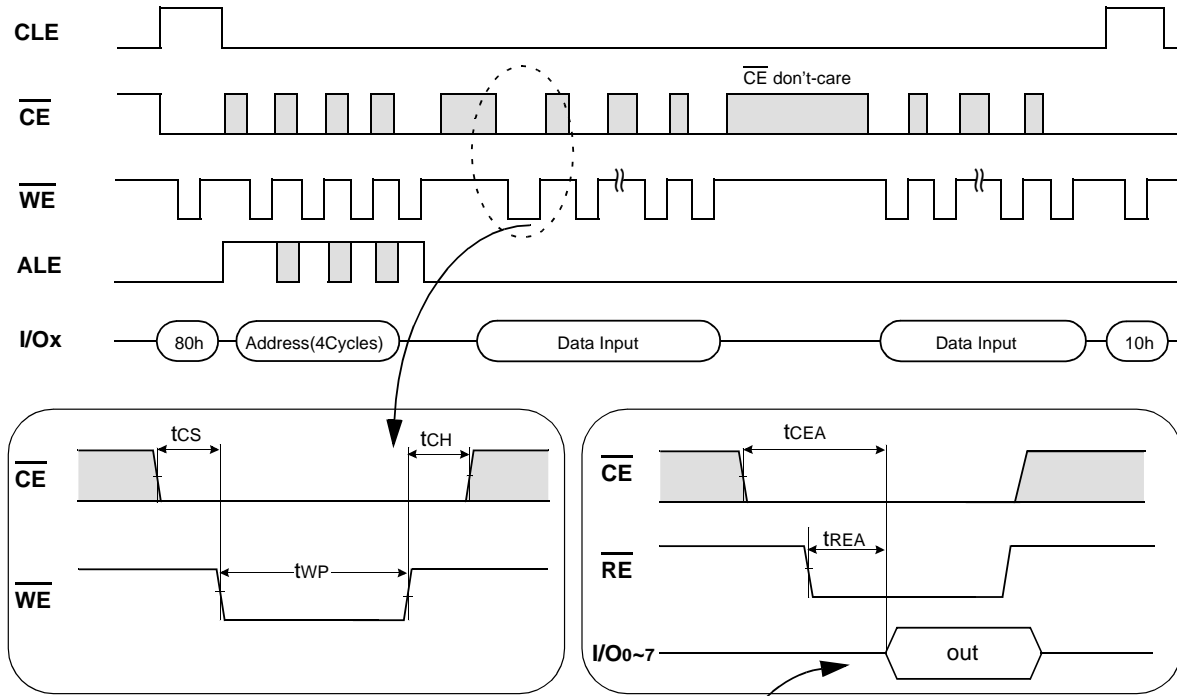 CLE
CE don't-care
CE
WE
ALE
I/Ox
80h
Address(4Cycles)
Data Input
Data Input
10h
tCS
tCH
CE
tWP
WE
tCEA
CE
tREA
RE
I/O0~7
out